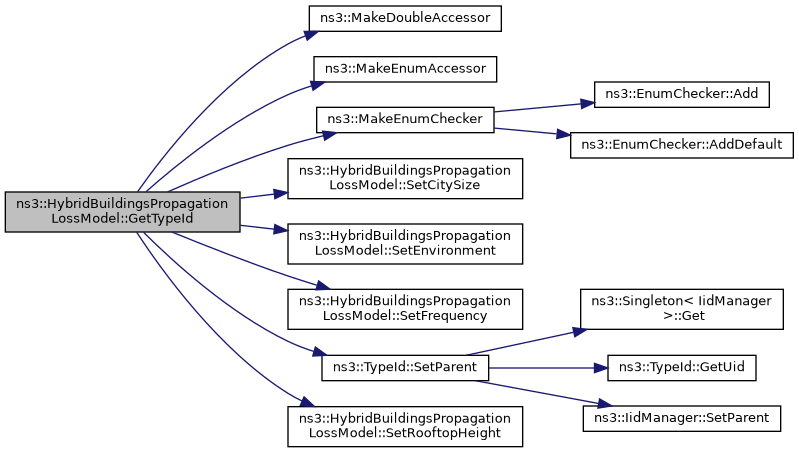 ns3::MakeDoubleAccessor
ns3::MakeEnumAccessor
ns3::MakeEnumChecker
ns3::EnumChecker::Add
ns3::EnumChecker::AddDefault
ns3::HybridBuildingsPropagation
LossModel::GetTypeId
ns3::HybridBuildingsPropagation
LossModel::SetCitySize
ns3::HybridBuildingsPropagation
LossModel::SetEnvironment
ns3::HybridBuildingsPropagation
LossModel::SetFrequency
ns3::TypeId::SetParent
ns3::Singleton< IidManager
>::Get
ns3::TypeId::GetUid
ns3::IidManager::SetParent
ns3::HybridBuildingsPropagation
LossModel::SetRooftopHeight